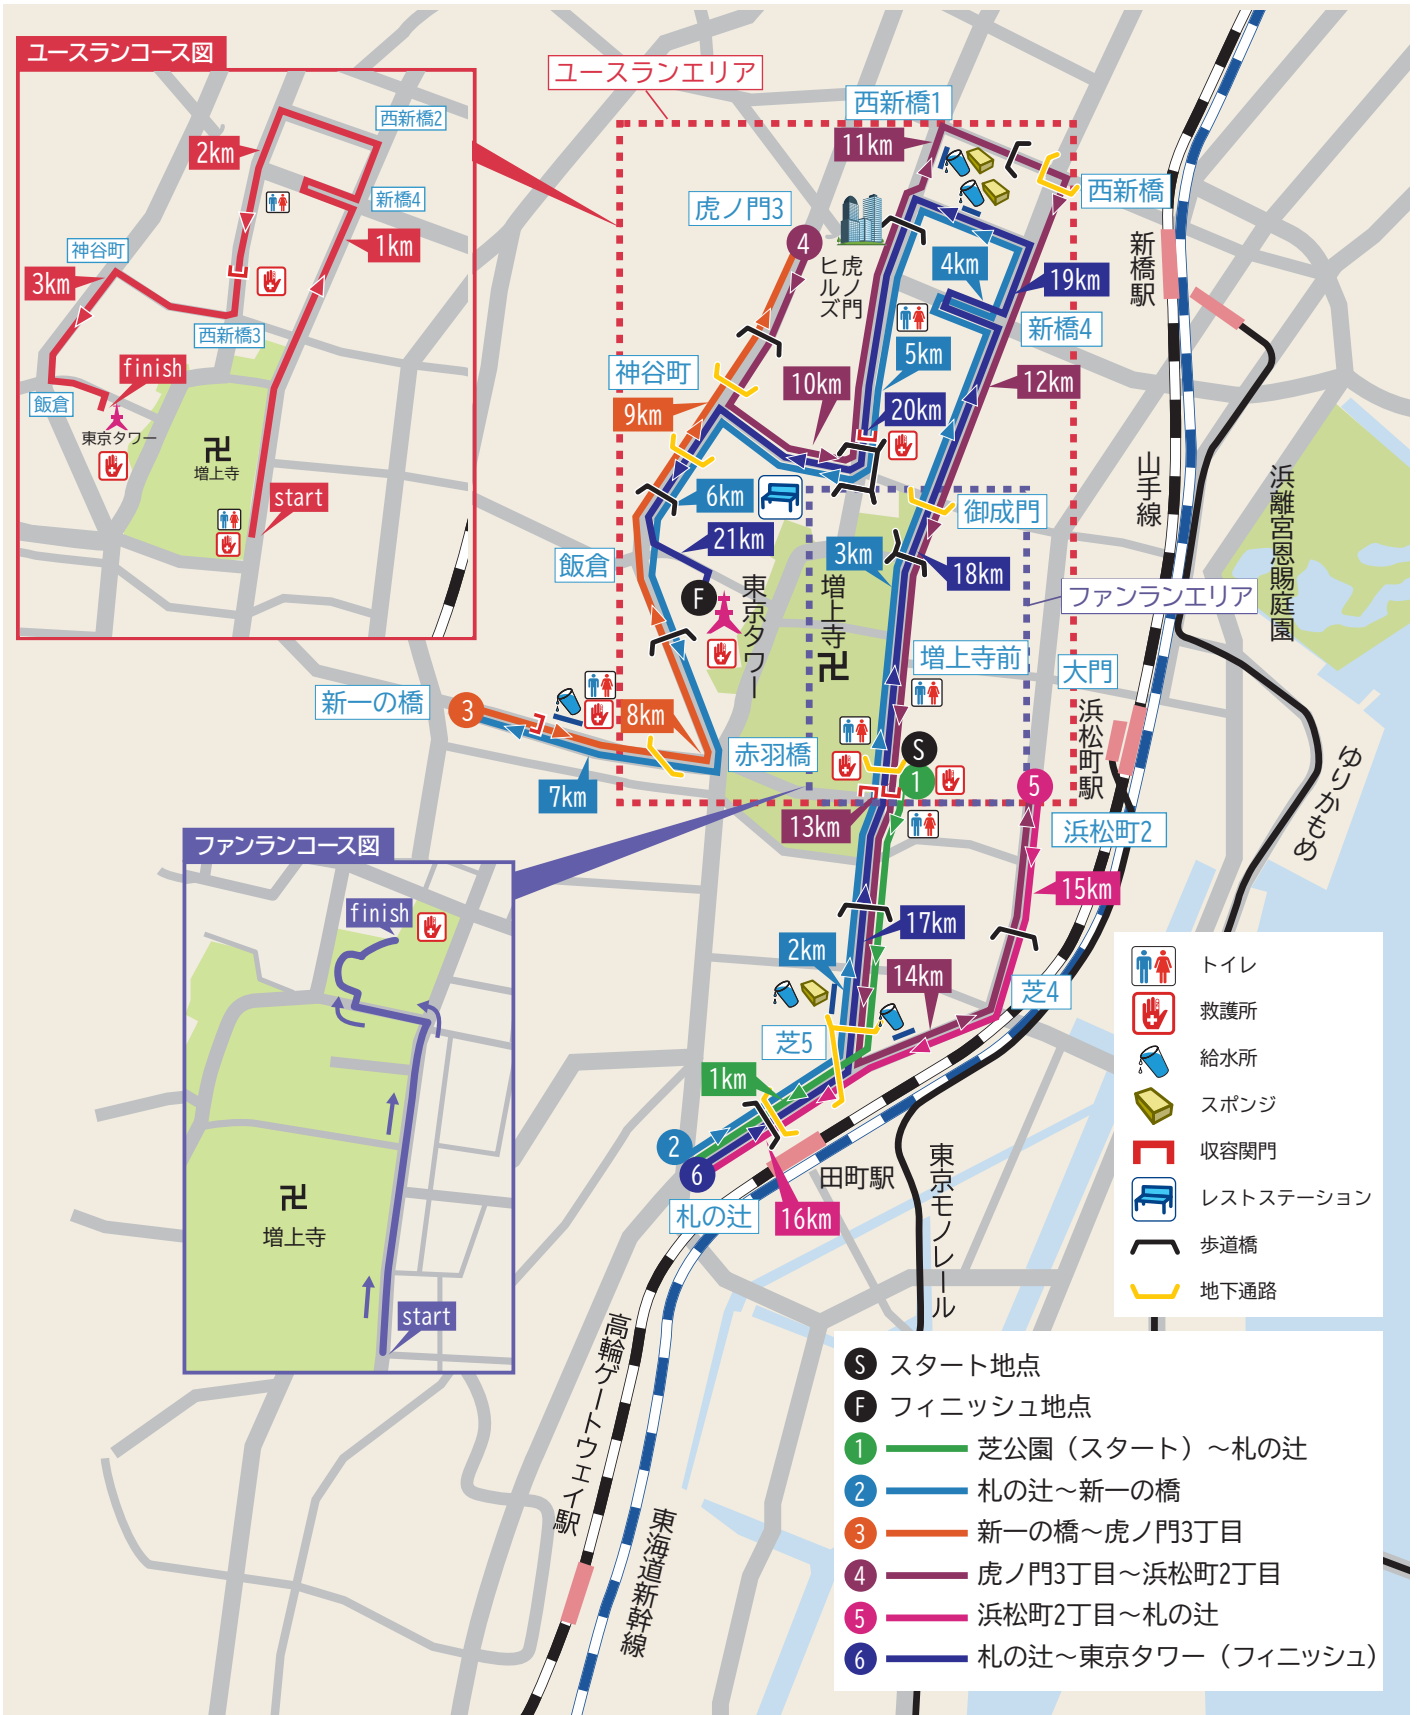 ユースランコース図
西新橋2
2km
新橋4
1km
神谷町
3km
西新橋3
finish
飯倉
東京タワー
卍
増上寺
start
ユースランエリア
西新橋1
11km
西新橋
虎ノ門3
4
虎ノ門
ヒルズ
4km
19km
新橋駅
新橋4
5km
神谷町
10km
12km
9km
20km
山手線
浜離宮恩賜庭園
6km
御成門
21km
3km
18km
飯倉
F
東京タワー
増上寺
卍
ファンランエリア
増上寺前
大門
新一の橋
3
8km
浜松町駅
ゆりかもめ
赤羽橋
S
1
5
7km
13km
浜松町2
15km
ファンランコース図
finish
卍
増上寺
start
17km
2km
14km
芝4
芝5
1km
2
6
田町駅
札の辻
16km
東京モノレール
高輪ゲートウェイ駅
東海道新幹線
トイレ
救護所
給水所
スポンジ
収容関門
レストステーション
歩道橋
地下通路
S スタート地点
F フィニッシュ地点
1 芝公園（スタート）～札の辻
2 札の辻～新一の橋
3 新一の橋～虎ノ門3丁目
4 虎ノ門3丁目～浜松町2丁目
5 浜松町2丁目～札の辻
6 札の辻～東京タワー（フィニッシュ）